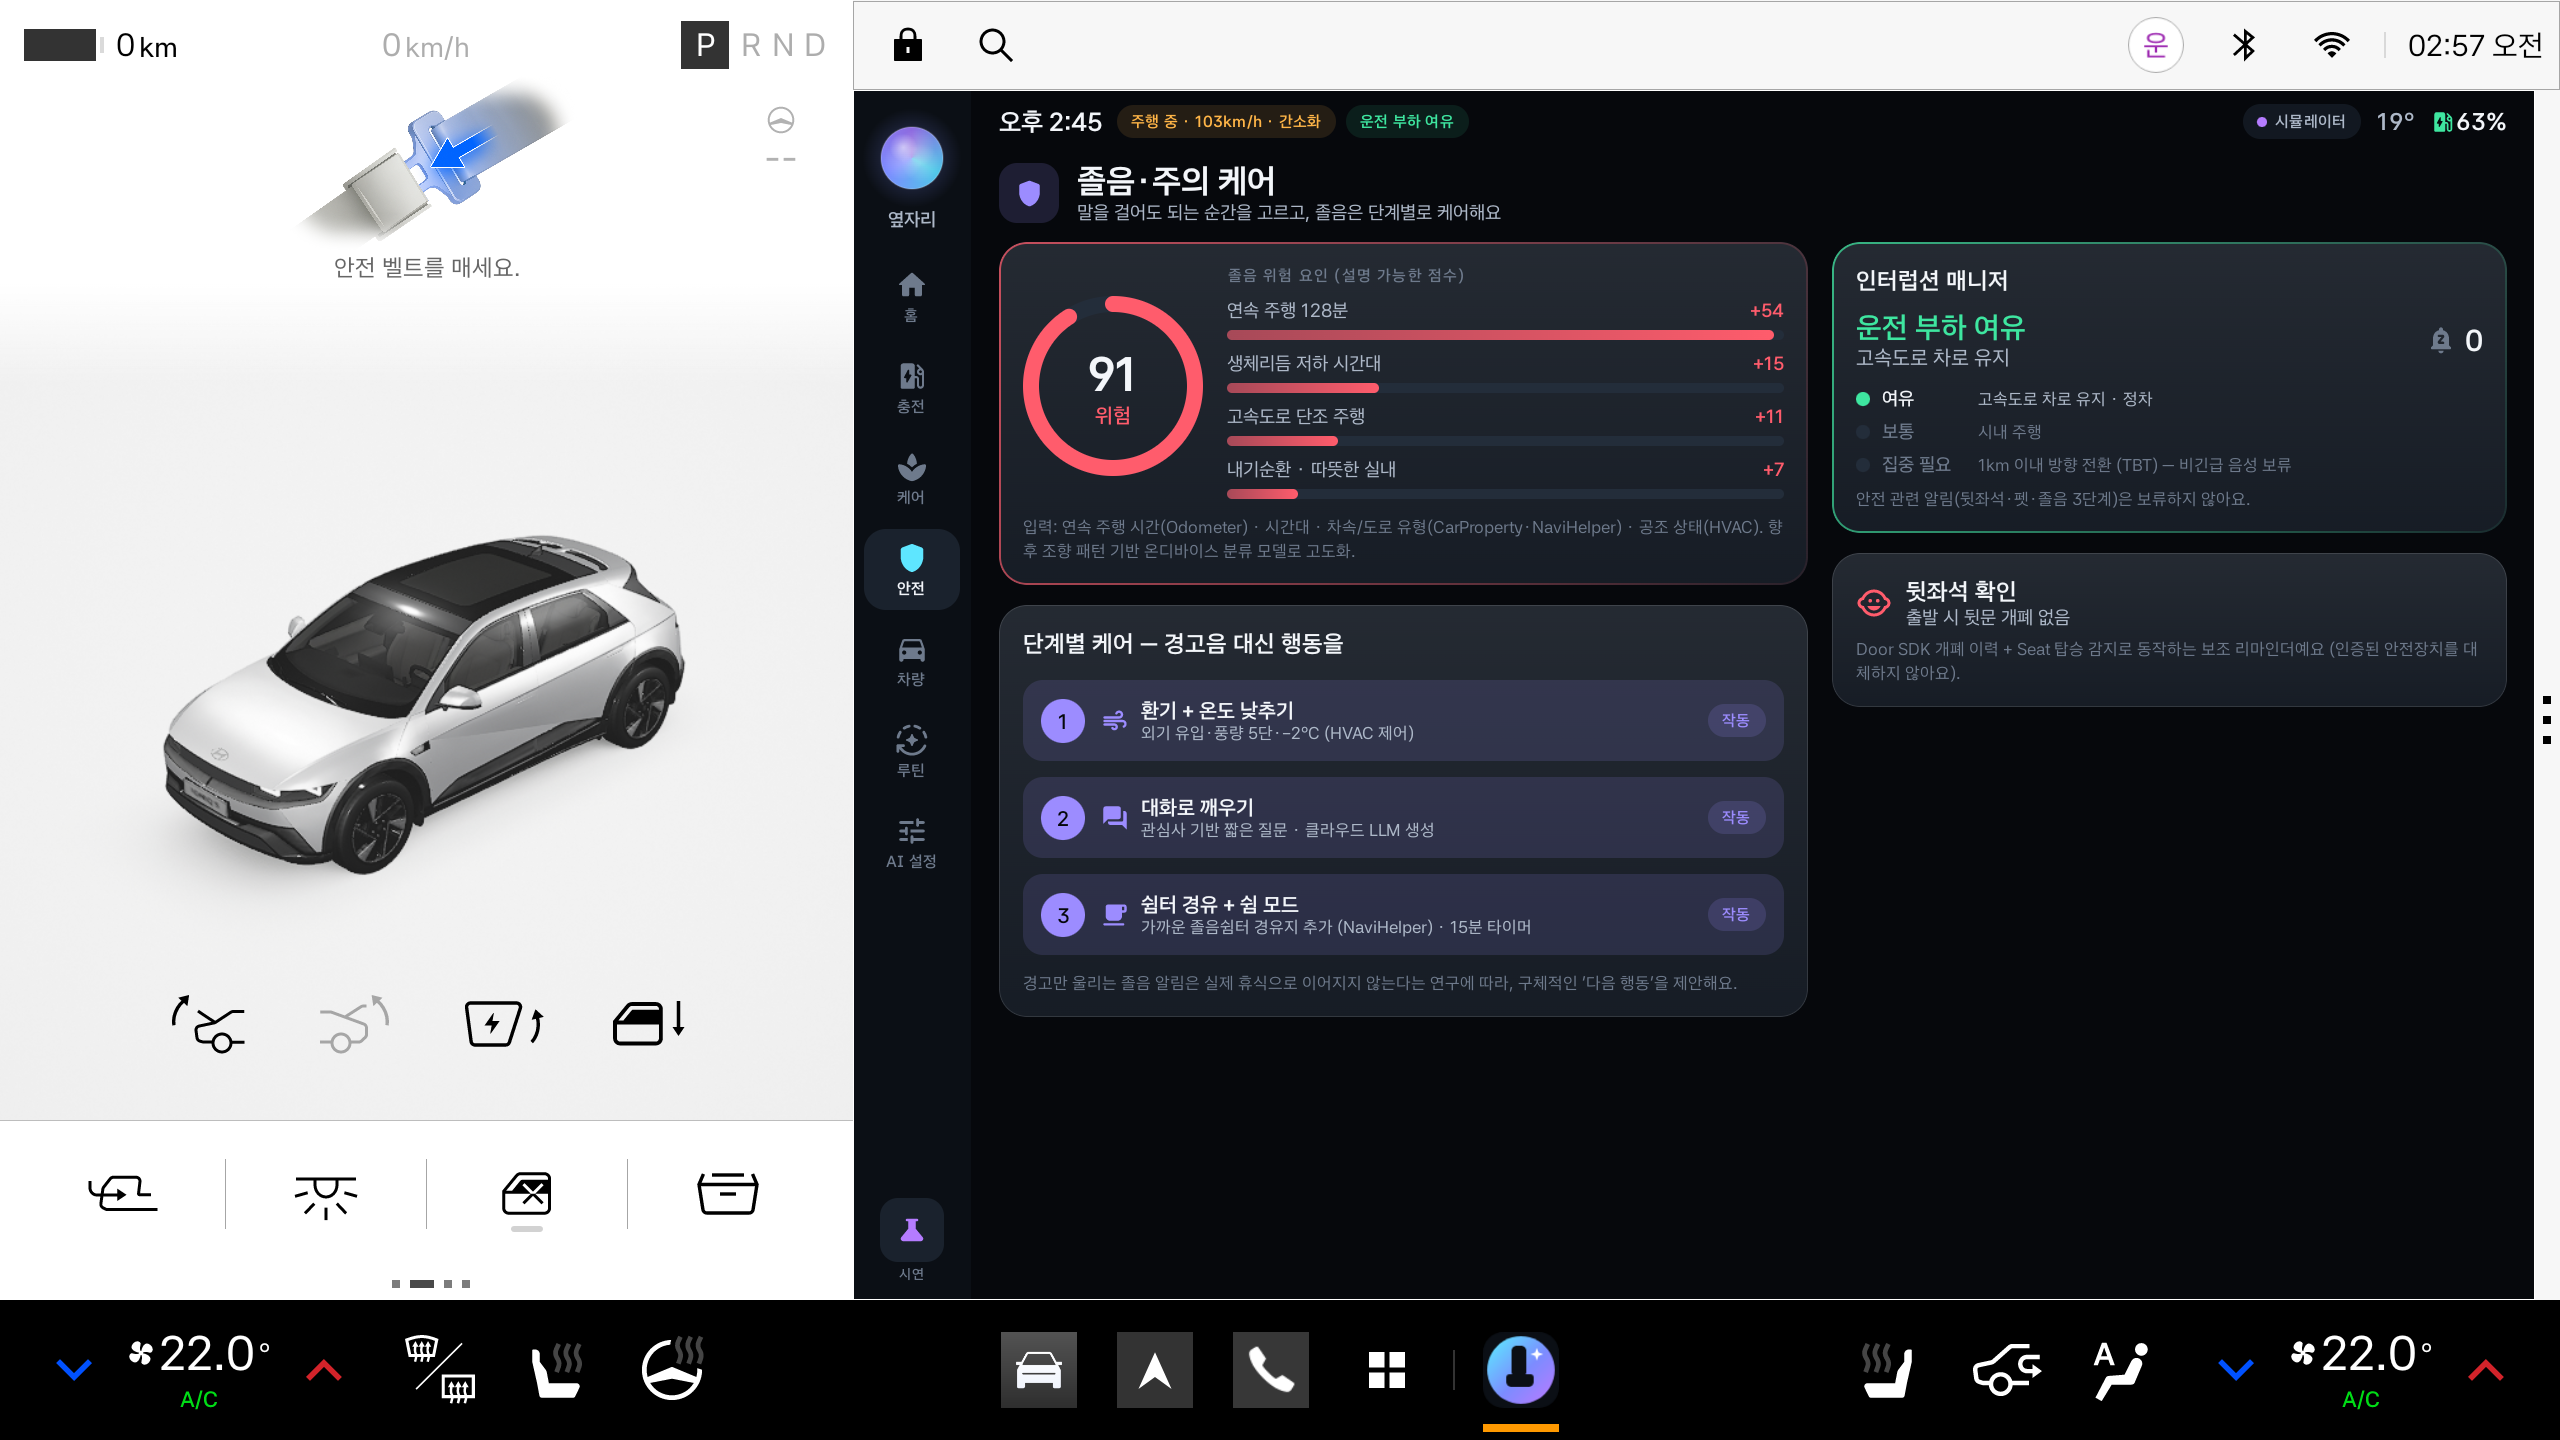 0 km
0 km/h
P R N D
안전 벨트를 매세요.
운
02:57 오전
옆자리
홈
충전
케어
안전
차량
루틴
AI 설정
시연
오후 2:45
주행 중 · 103km/h · 간소화
운전 부하 여유
시뮬레이터
19°
63%
졸음·주의 케어
말을 걸어도 되는 순간을 고르고, 졸음은 단계별로 케어해요
91
위험
졸음 위험 요인 (설명 가능한 점수)
연속 주행 128분 +54
생체리듬 저하 시간대 +15
고속도로 단조 주행 +11
내기순환 · 따뜻한 실내 +7
입력: 연속 주행 시간(Odometer) · 시간대 · 차속/도로 유형(CarProperty·NaviHelper) · 공조 상태(HVAC). 향
후 조향 패턴 기반 온디바이스 분류 모델로 고도화.
단계별 케어 — 경고음 대신 행동을
1
환기 + 온도 낮추기
외기 유입·풍량 5단·−2°C (HVAC 제어)
작동
2
대화로 깨우기
관심사 기반 짧은 질문 · 클라우드 LLM 생성
작동
3
쉼터 경유 + 쉼 모드
가까운 졸음쉼터 경유지 추가 (NaviHelper) · 15분 타이머
작동
경고만 울리는 졸음 알림은 실제 휴식으로 이어지지 않는다는 연구에 따라, 구체적인 '다음 행동'을 제안해요.
인터럽션 매니저
운전 부하 여유
고속도로 차로 유지
0
여유 고속도로 차로 유지 · 정차
보통 시내 주행
집중 필요 1km 이내 방향 전환 (TBT) — 비긴급 음성 보류
안전 관련 알림(뒷좌석·펫·졸음 3단계)은 보류하지 않아요.
뒷좌석 확인
출발 시 뒷문 개폐 없음
Door SDK 개폐 이력 + Seat 탑승 감지로 동작하는 보조 리마인더예요 (인증된 안전장치를 대
체하지 않아요).
22.0°
A/C
A
22.0°
A/C